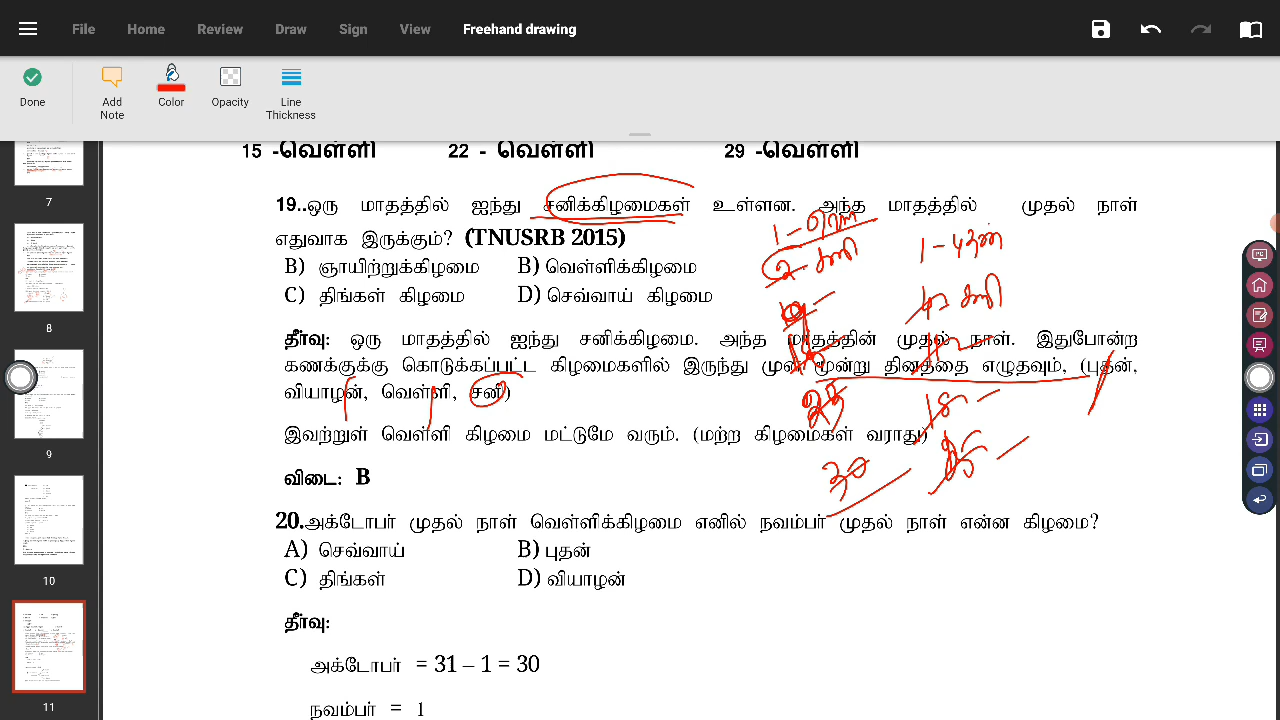 File Home Review Draw Sign View Freehand drawing
Done Add Note Color Opacity Line Thickness
15 -வெள்ளி 22 - வெள்ளி 29 -வெள்ளி
19..ஒரு மாதத்தில் ஐந்து சனிக்கிழமைகள் உள்ளன. அந்த மாதத்தில் முதல் நாள்
எதுவாக இருக்கும்? (TNUSRB 2015)
B) ஞாயிற்றுக்கிழமை B) வெள்ளிக்கிழமை
C) திங்கள் கிழமை D) செவ்வாய் கிழமை
தீர்வு: ஒரு மாதத்தில் ஐந்து சனிக்கிழமை. அந்த மாதத்தின் முதல் நாள். இதுபோன்ற
கணக்குக்கு கொடுக்கப்பட்ட கிழமைகளில் இருந்து முன் மூன்று தினத்தை எழுதவும், (புதன்,
வியாழன், வெள்ளி, சனி)
இவற்றுள் வெள்ளி கிழமை மட்டுமே வரும். (மற்ற கிழமைகள் வராது)
விடை: B
20.அக்டோபர் முதல் நாள் வெள்ளிக்கிழமை எனில் நவம்பர் முதல் நாள் என்ன கிழமை?
A) செவ்வாய் B) புதன்
C) திங்கள் D) வியாழன்
தீர்வு:
அக்டோபர் = 31 – 1 = 30
நவம்பர் = 1
7
8
9
10
11